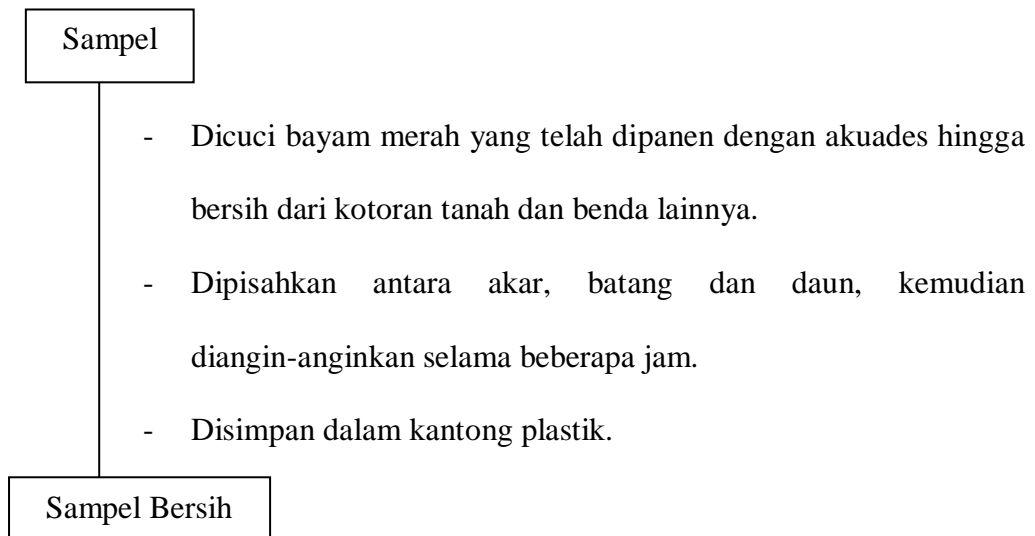 Sampel
- Dicuci bayam merah yang telah dipanen dengan akuades hingga
bersih dari kotoran tanah dan benda lainnya.
- Dipisahkan antara akar, batang dan daun, kemudian
diangin-anginkan selama beberapa jam.
- Disimpan dalam kantong plastik.
Sampel Bersih